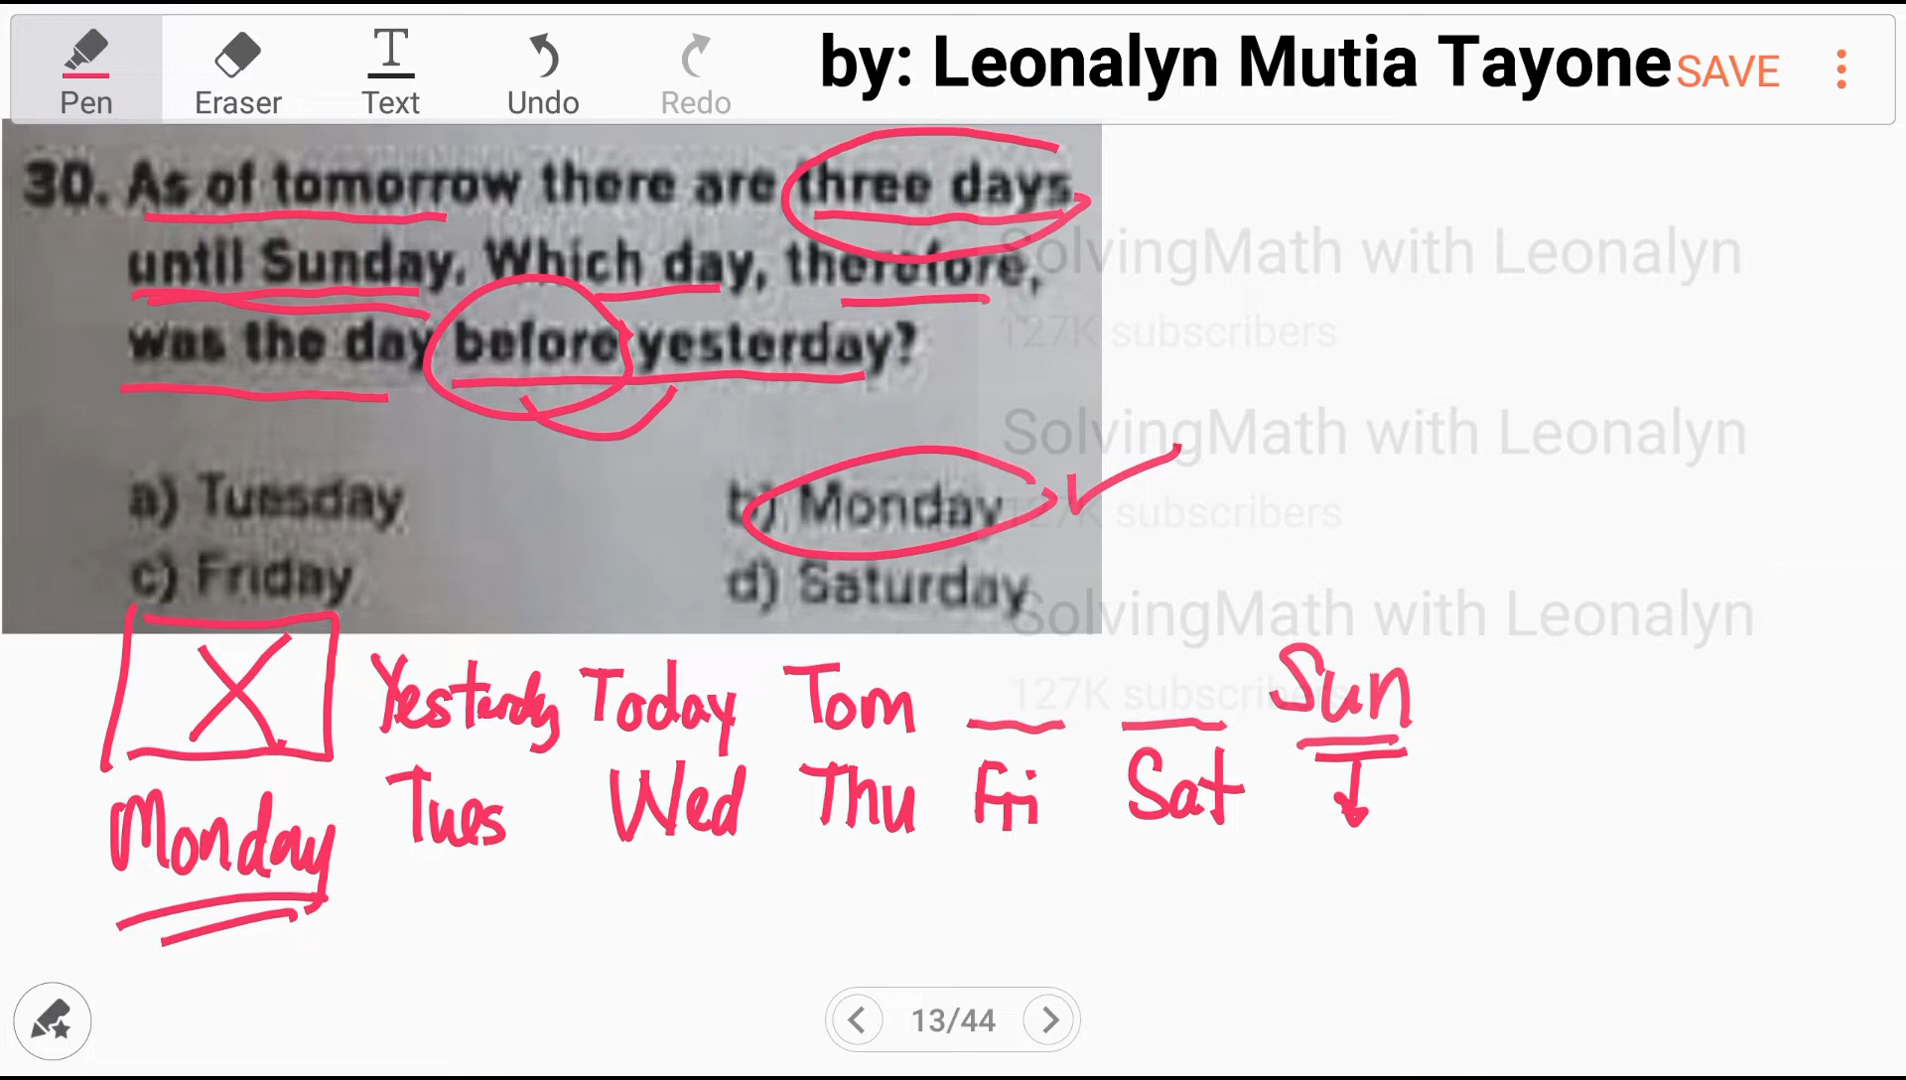 Pen
Eraser
Text
Undo
Redo
by: Leonalyn Mutia Tayone
SAVE
30. As of tomorrow there are three days
until Sunday. Which day, therefore,
was the day before yesterday?
a) Tuesday
b) Monday
c) Friday
d) Saturday
SolvingMath with Leonalyn
127K subscribers
SolvingMath with Leonalyn
127K subscribers
SolvingMath with Leonalyn
127K subscribers
X Yesterday Today Tom Sun
Monday Tues Wed Thu Fri Sat
13/44